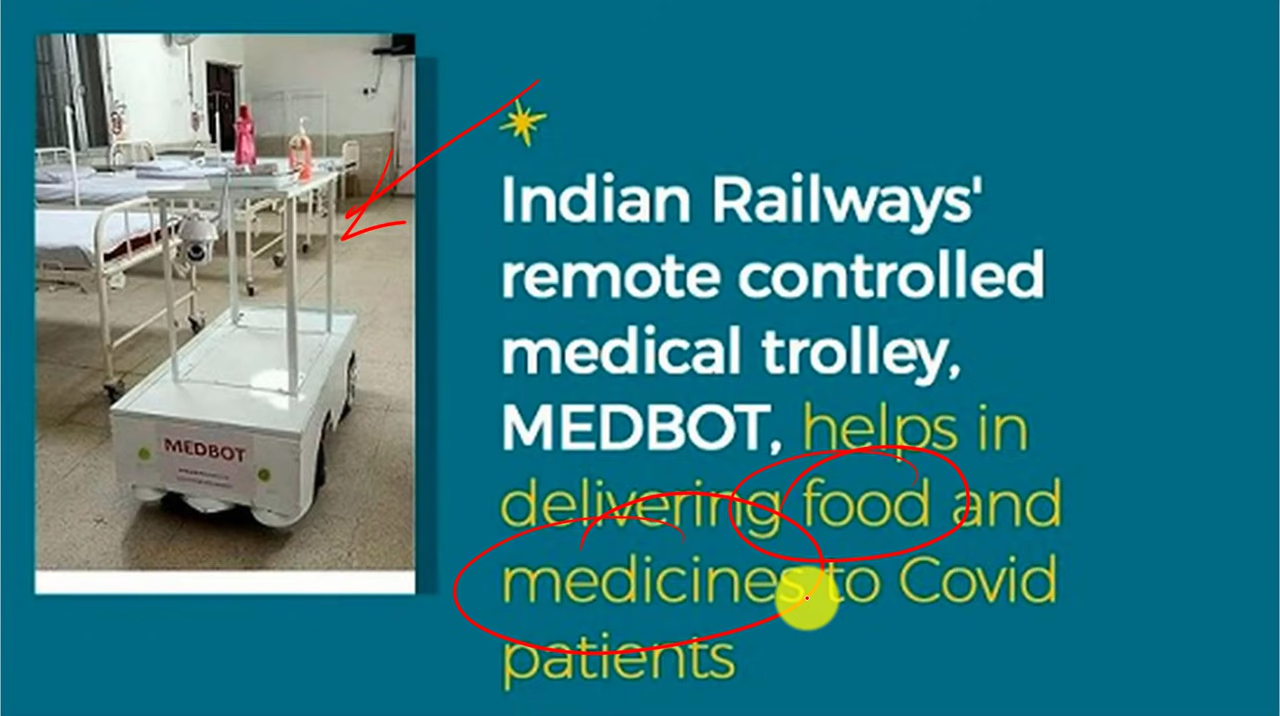 Indian Railways'
remote controlled
medical trolley,
MEDBOT, helps in
delivering food and
medicines to Covid
patients
MEDBOT